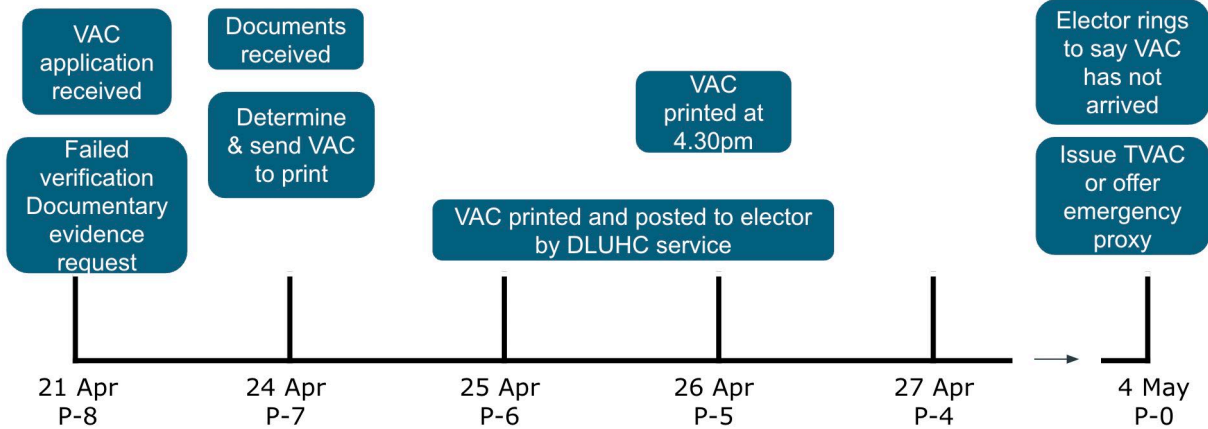 VAC
application
received
Failed
verification
Documentary
evidence
request
Documents
received
Determine
& send VAC
to print
VAC printed and posted to elector
by DLUHC service
VAC
printed at
4.30pm
Elector rings
to say VAC
has not
arrived
Issue TVAC
or offer
emergency
proxy
21 Apr
P-8
24 Apr
P-7
25 Apr
P-6
26 Apr
P-5
27 Apr
P-4
4 May
P-0